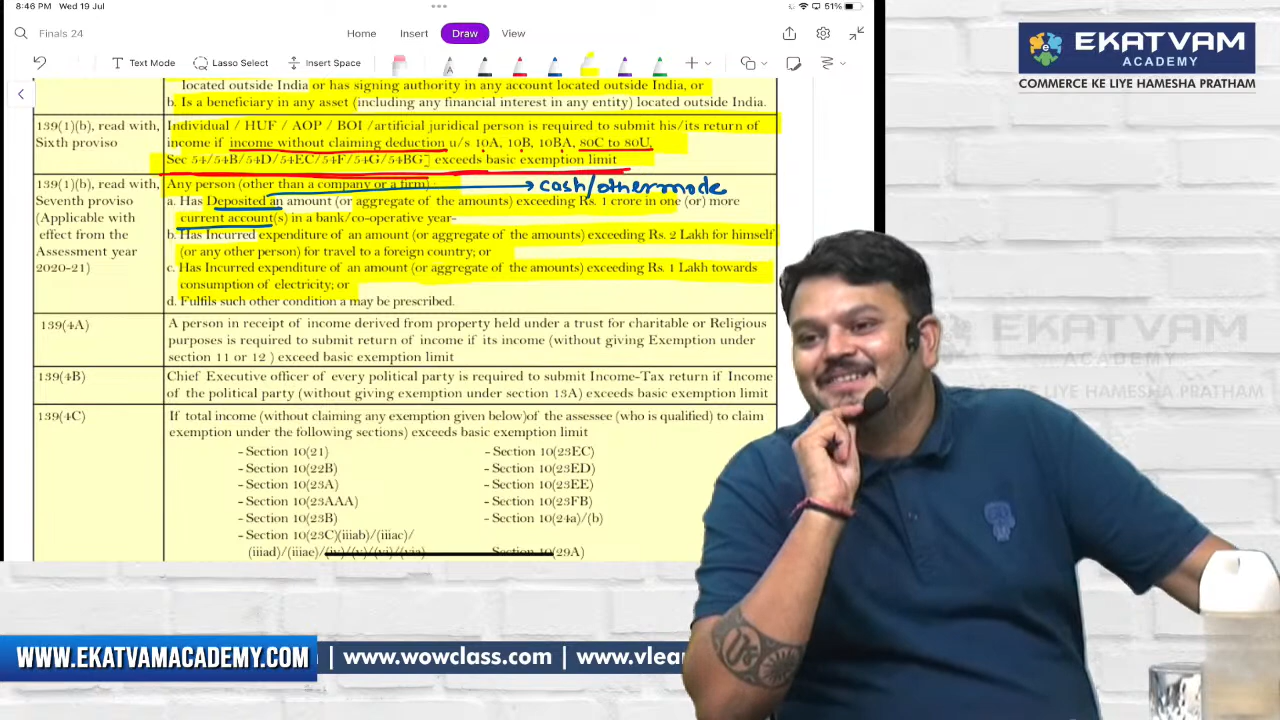 8:46 PM Wed 19 Jul
51%
Finals 24
Home Insert Draw View
Text Mode Lasso Select Insert Space
located outside India or has signing authority in any account located outside India, or
b. Is a beneficiary in any asset (including any financial interest in any entity) located outside India.
139(1)(b), read with, Sixth proviso
Individual / HUF / AOP / BOI /artificial juridical person is required to submit his/its return of
income if income without claiming deduction u/s 10A, 10B, 10BA, 80C to 80U,
Sec 54/54B/54D/54EC/54F/54G/54BG] exceeds basic exemption limit
139(1)(b), read with, Seventh proviso
(Applicable with
effect from the
Assessment year
2020-21)
Any person (other than a company or a firm)
cash/other mode
a. Has Deposited an amount (or aggregate of the amounts) exceeding Rs. 1 crore in one (or) more
current account(s) in a bank/co-operative year-
b. Has Incurred expenditure of an amount (or aggregate of the amounts) exceeding Rs. 2 Lakh for himself
(or any other person) for travel to a foreign country; or
c. Has Incurred expenditure of an amount (or aggregate of the amounts) exceeding Rs. 1 Lakh towards
consumption of electricity; or
d. Fulfils such other condition a may be prescribed.
139(4A)
A person in receipt of income derived from property held under a trust for charitable or Religious
purposes is required to submit return of income if its income (without giving Exemption under
section 11 or 12 ) exceed basic exemption limit
139(4B)
Chief Executive officer of every political party is required to submit Income-Tax return if Income
of the political party (without giving exemption under section 13A) exceeds basic exemption limit
139(4C)
If total income (without claiming any exemption given below)of the assessee (who is qualified) to claim
exemption under the following sections) exceeds basic exemption limit
- Section 10(21)
- Section 10(22B)
- Section 10(23A)
- Section 10(23AAA)
- Section 10(23B)
- Section 10(23C)(iiiab)/(iiiac)/
(iiiad)/(iiiae)/(iv)/(v)/(vi)/(via)
- Section 10(23EC)
- Section 10(23ED)
- Section 10(23EE)
- Section 10(23FB)
- Section 10(24a)/(b)
Section 10(29A)
EKATVAM
ACADEMY
COMMERCE KE LIYE HAMESHA PRATHAM
EKATVAM
ACADEMY
CE KE LIYE HAMESHA PRATHAM
WWW.EKATVAMACADEMY.COM
| www.wowclass.com | www.vlea